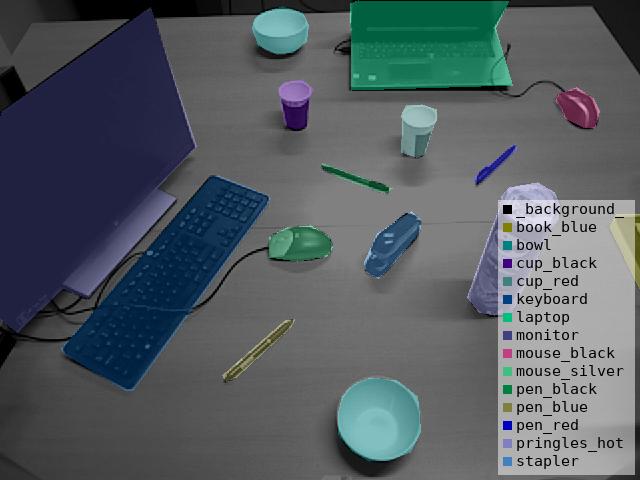 _background_
book_blue
bowl
cup_black
cup_red
keyboard
laptop
monitor
mouse_black
mouse_silver
pen_black
pen_blue
pen_red
pringles_hot
stapler